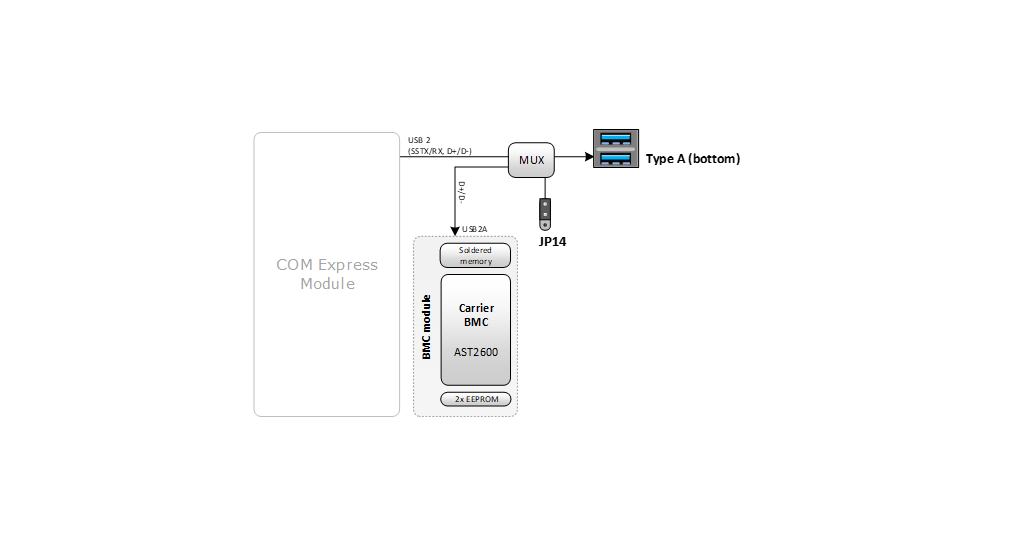 USB 2
(SSTX/RX, D+/D-)
MUX
Type A (bottom)
D+/D-
USB2A
JP14
COM Express
Module
Soldered
memory
BMC module
Carrier
BMC
AST2600
2x EEPROM